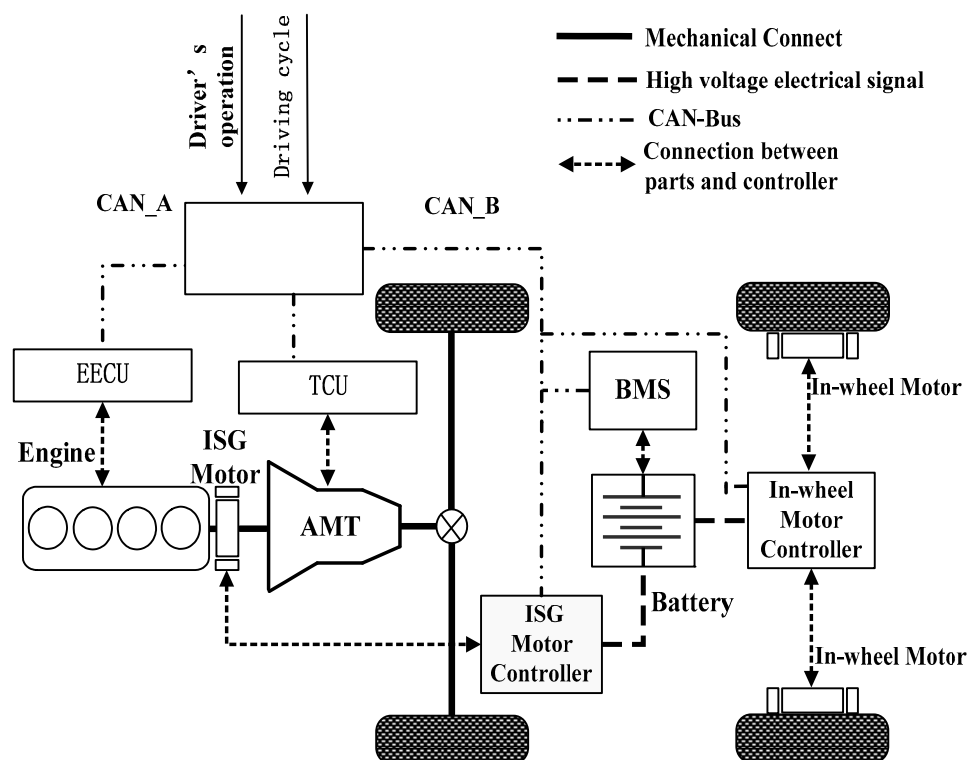 Driver's
operation
Driving cycle
Mechanical Connect
High voltage electrical signal
CAN-Bus
Connection between
parts and controller
CAN_A
CAN_B
EECU
TCU
BMS
In-wheel Motor
Engine
ISG
Motor
AMT
In-wheel
Motor
Controller
Battery
ISG
Motor
Controller
In-wheel Motor